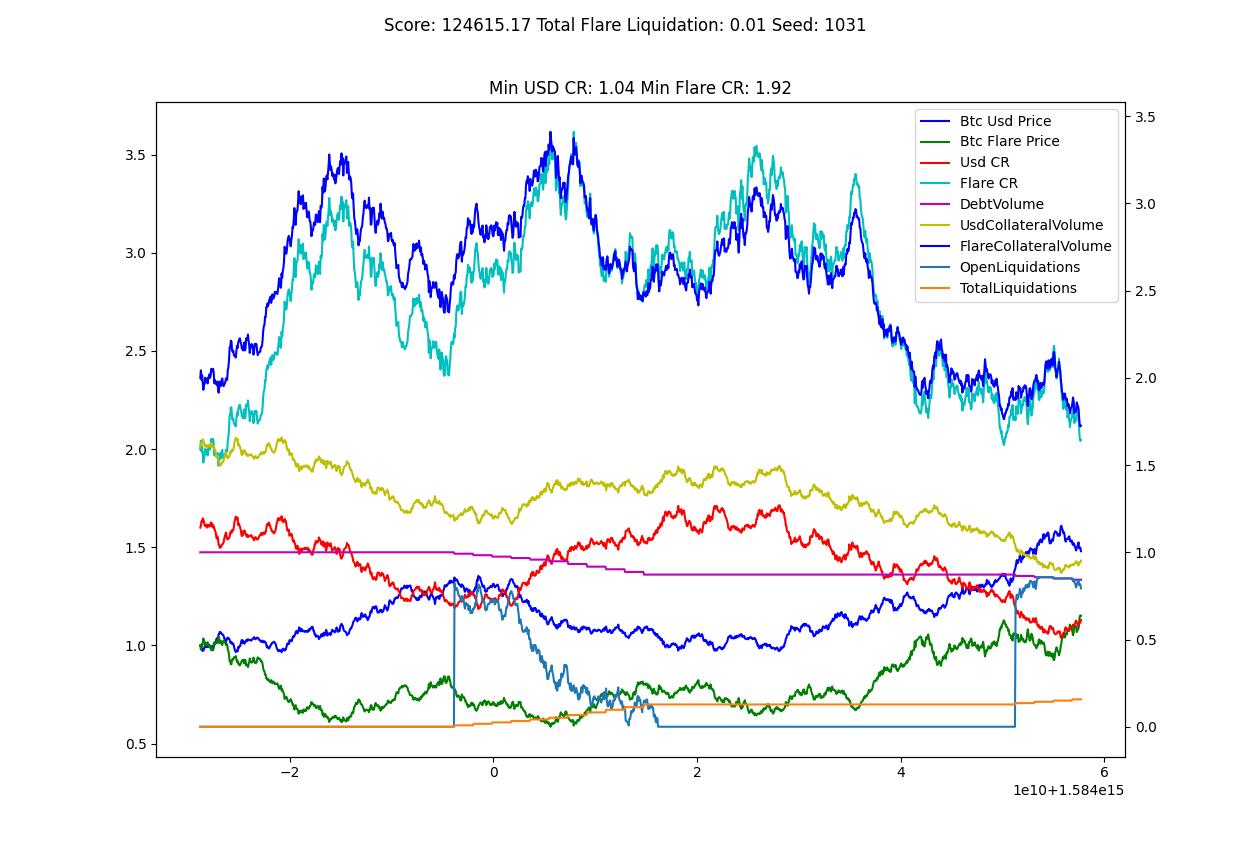 Score: 124615.17 Total Flare Liquidation: 0.01 Seed: 1031
Min USD CR: 1.04 Min Flare CR: 1.92
Btc Usd Price
Btc Flare Price
Usd CR
Flare CR
DebtVolume
UsdCollateralVolume
FlareCollateralVolume
OpenLiquidations
TotalLiquidations
3.5
3.0
2.5
2.0
1.5
1.0
0.5
3.5
3.0
2.5
2.0
1.5
1.0
0.5
0.0
−2
0
2
4
6
1e10+1.584e15